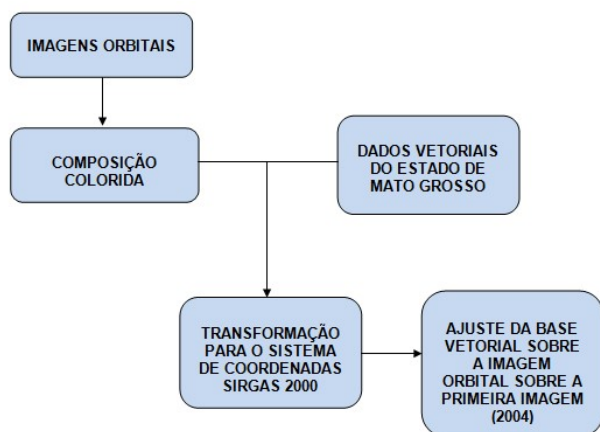 IMAGENS ORBITAIS
COMPOSIÇÃO
COLORIDA
DADOS VETORIAIS
DO ESTADO DE
MATO GROSSO
TRANSFORMAÇÃO
PARA O SISTEMA
DE COORDENADAS
SIRGAS 2000
AJUSTE DA BASE
VETORIAL SOBRE
A IMAGEM
ORBITAL SOBRE A
PRIMEIRA IMAGEM
(2004)